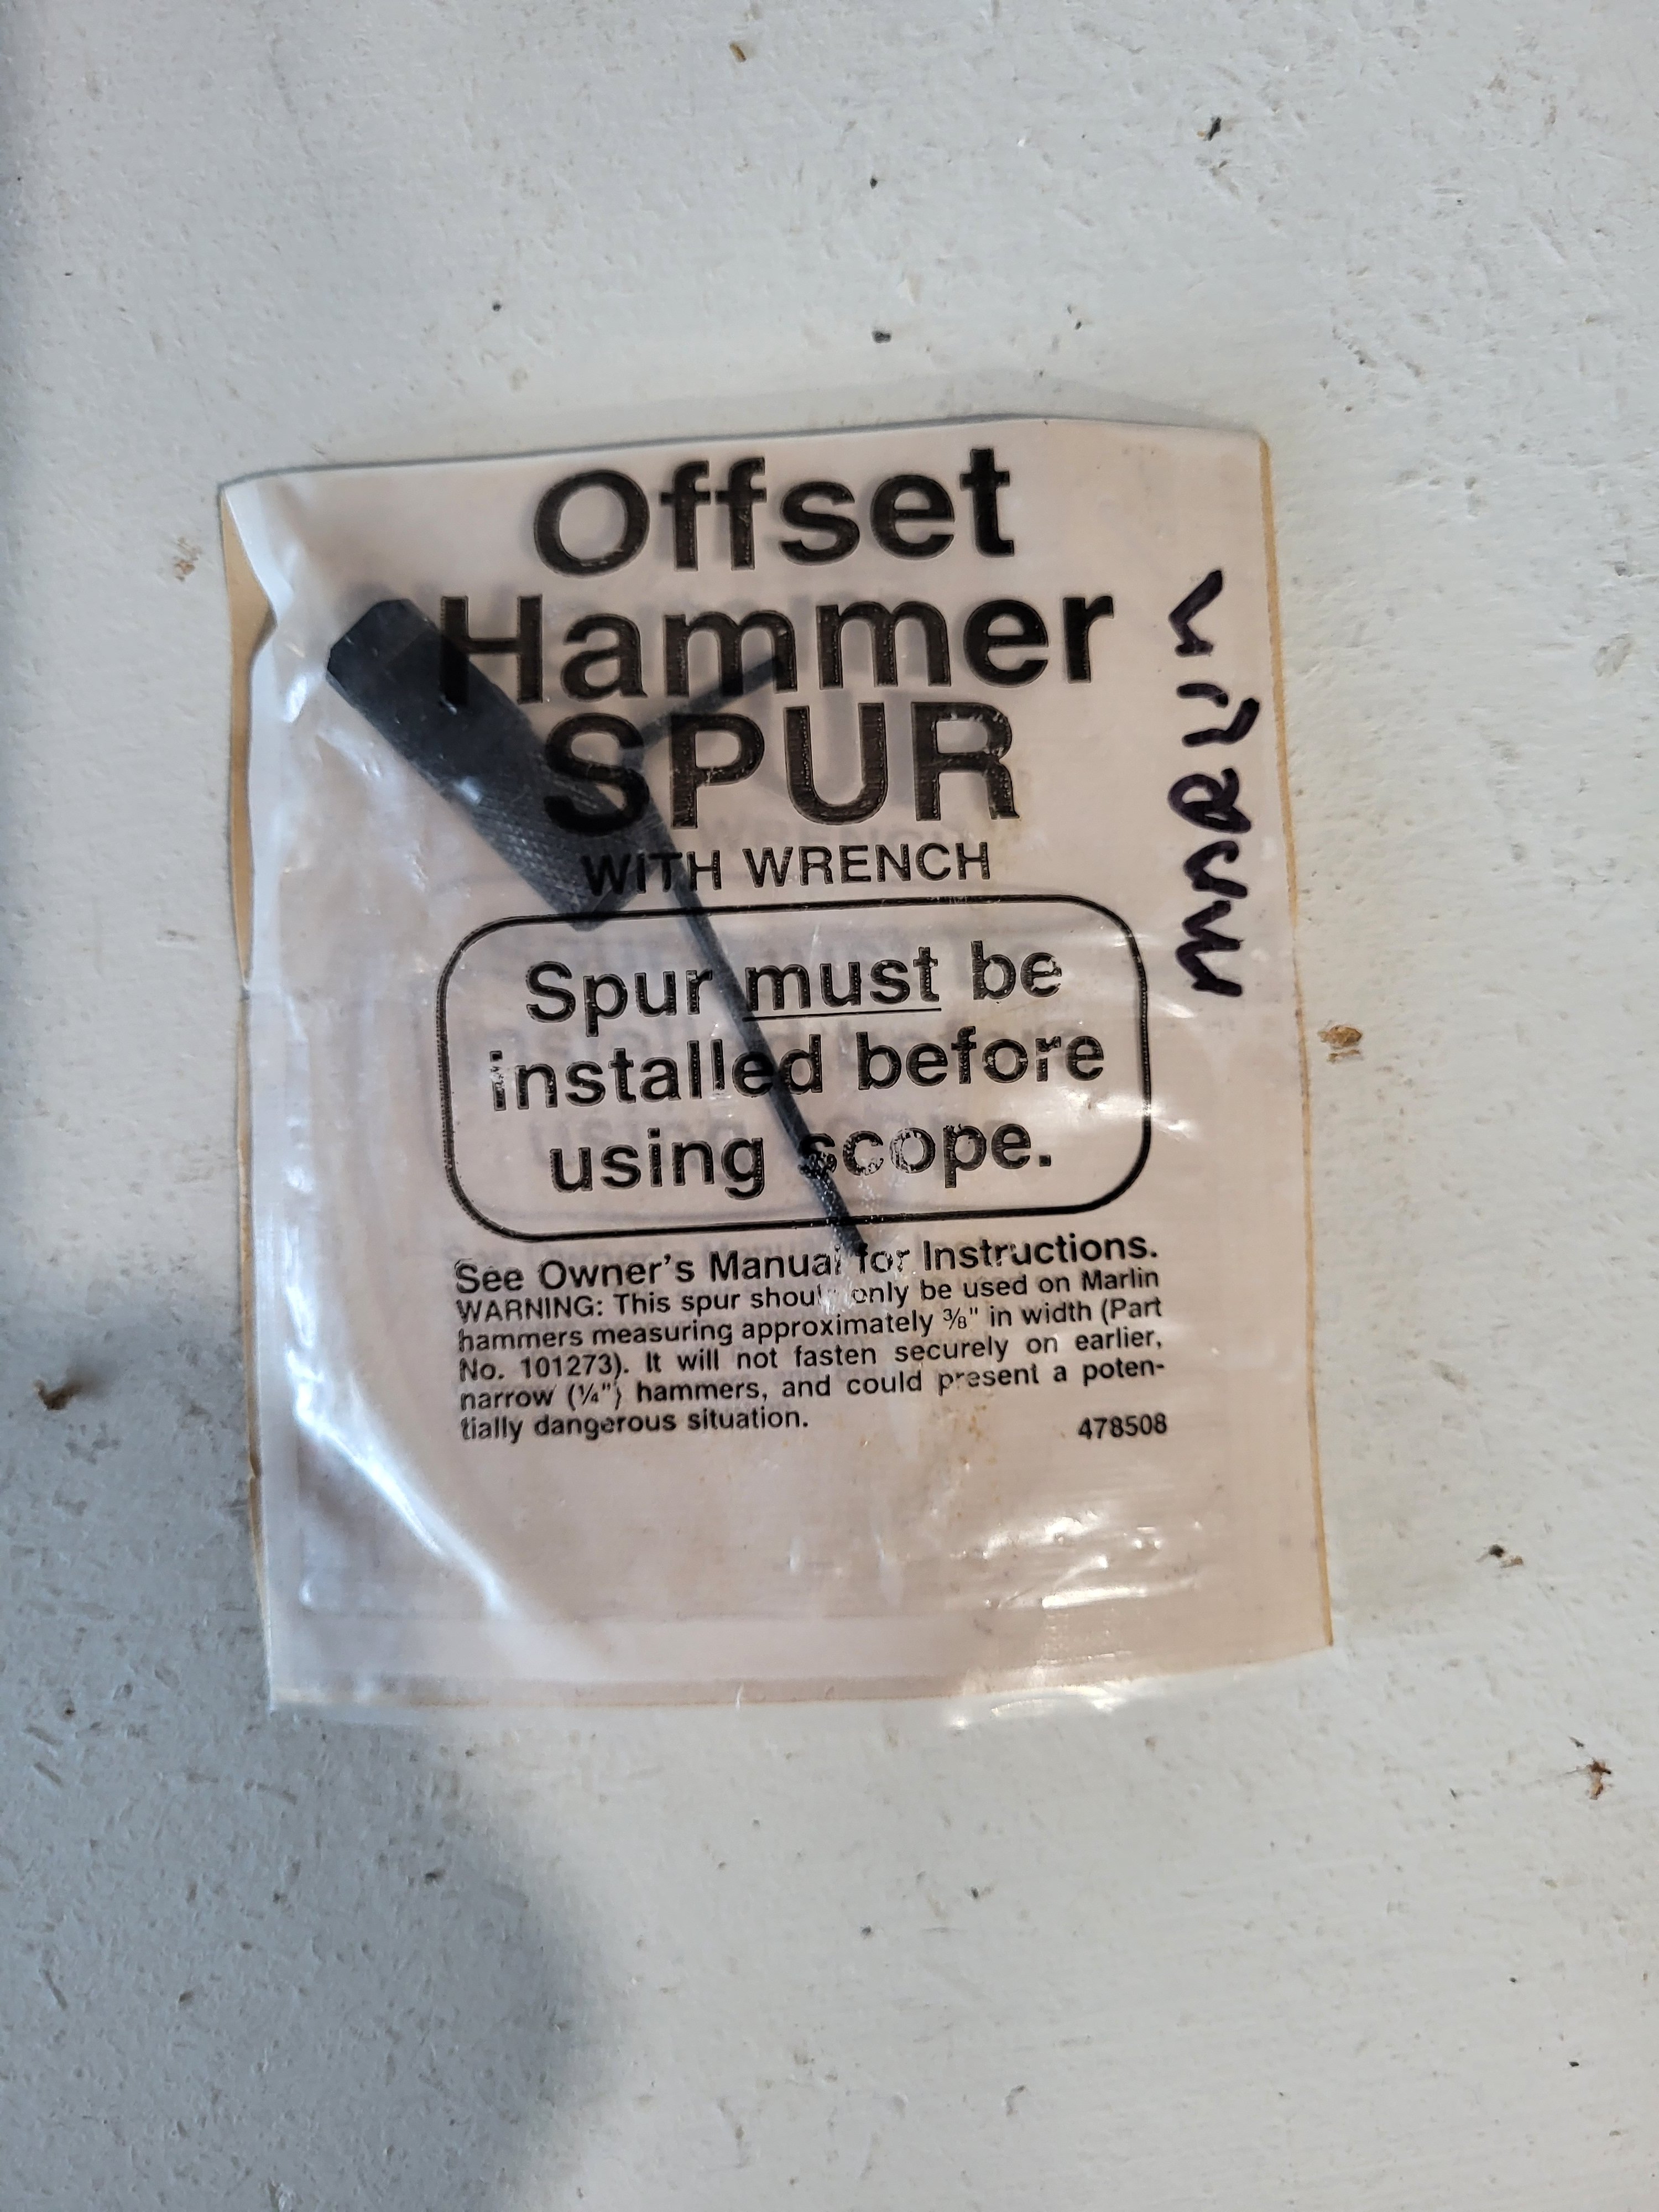 Offset
Hammer
SPUR
WITH WRENCH
Spur must be
installed before
using scope.
See Owner's Manual for Instructions.
WARNING: This spur should only be used on Marlin
hammers measuring approximately ⅜" in width (Part
No. 101273). It will not fasten securely on earlier,
narrow (¼") hammers, and could present a poten-
tially dangerous situation.
478508
MARLIN